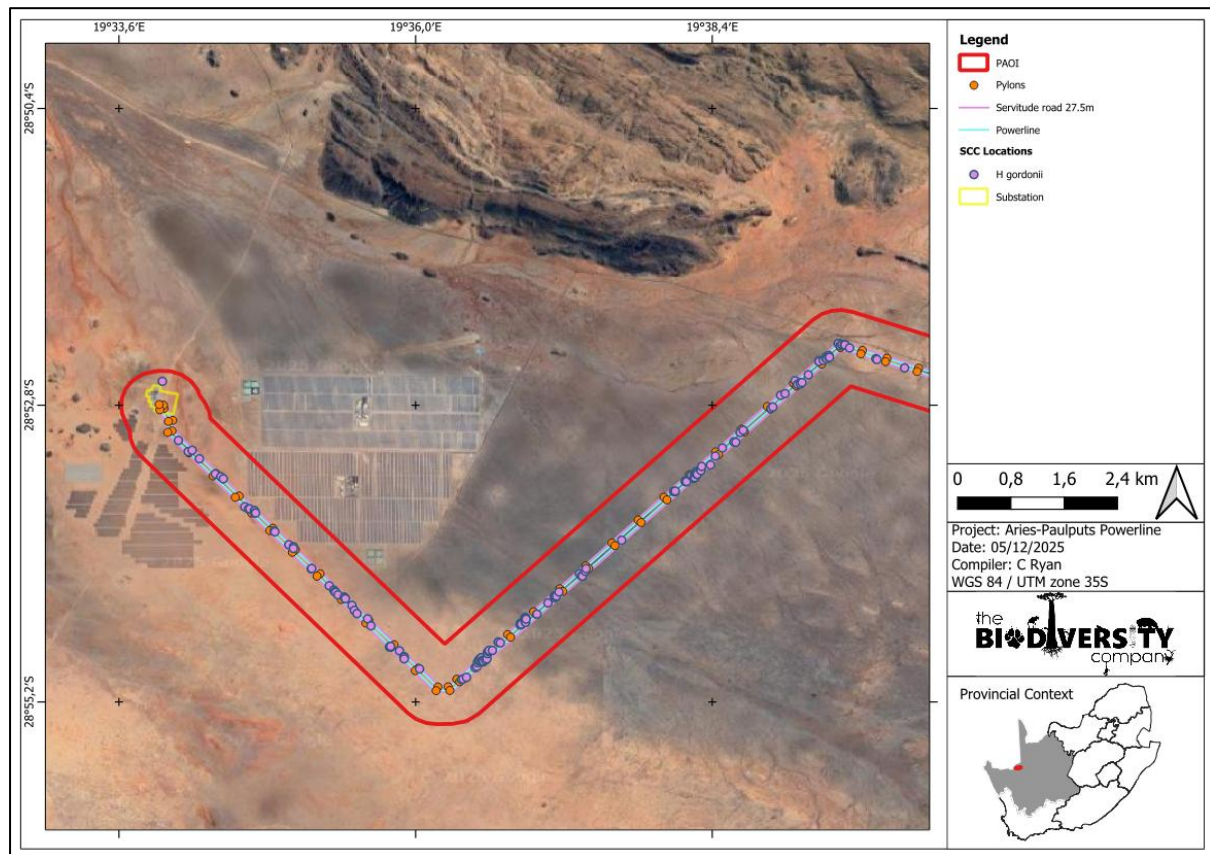 19°33,6′E
19°36,0′E
19°38,4′E
28°50,4′S
28°52,8′S
28°55,2′S
Legend
PAOI
Pylons
Servitude road 27.5m
Powerline
SCC Locations
H gordonii
Substation
0 0,8 1,6 2,4 km
Project: Aries-Paulputs Powerline
Date: 05/12/2025
Compiler: C Ryan
WGS 84 / UTM zone 35S
the
BIODIVERSITY
company
Provincial Context